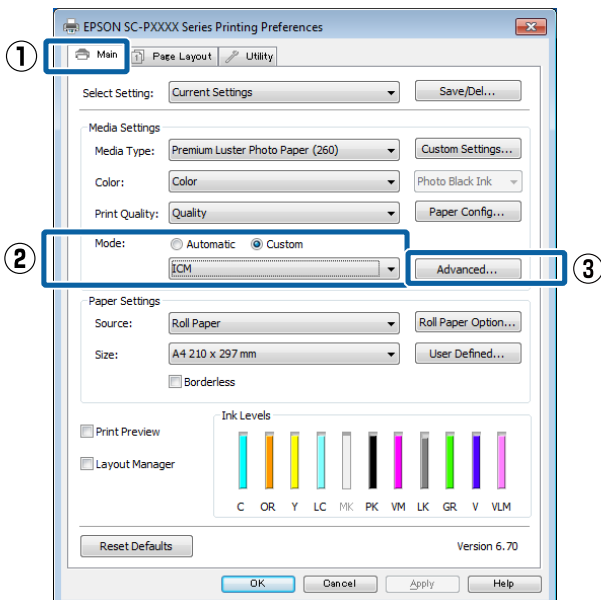 EPSON SC-PXXXX Series Printing Preferences
① Main Page Layout Utility
Select Setting: Current Settings Save/Del...
Media Settings
Media Type: Premium Luster Photo Paper (260) Custom Settings...
Color: Color Photo Black Ink
Print Quality: Quality Paper Config...
Mode: Automatic Custom
② ICM Advanced... ③
Paper Settings
Source: Roll Paper Roll Paper Option...
Size: A4 210 x 297 mm User Defined...
Borderless
Ink Levels
Print Preview
Layout Manager
C OR Y LC MK PK VM LK GR V VLM
Reset Defaults Version 6.70
OK Cancel Apply Help